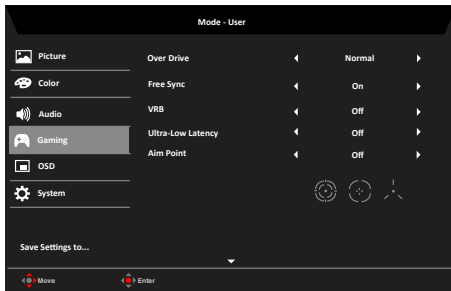 Mode - User
Picture
Over Drive Normal
Color
Free Sync On
Audio
VRB Off
Gaming
Ultra-Low Latency Off
Aim Point Off
OSD
System
Save Settings to...
Move Enter